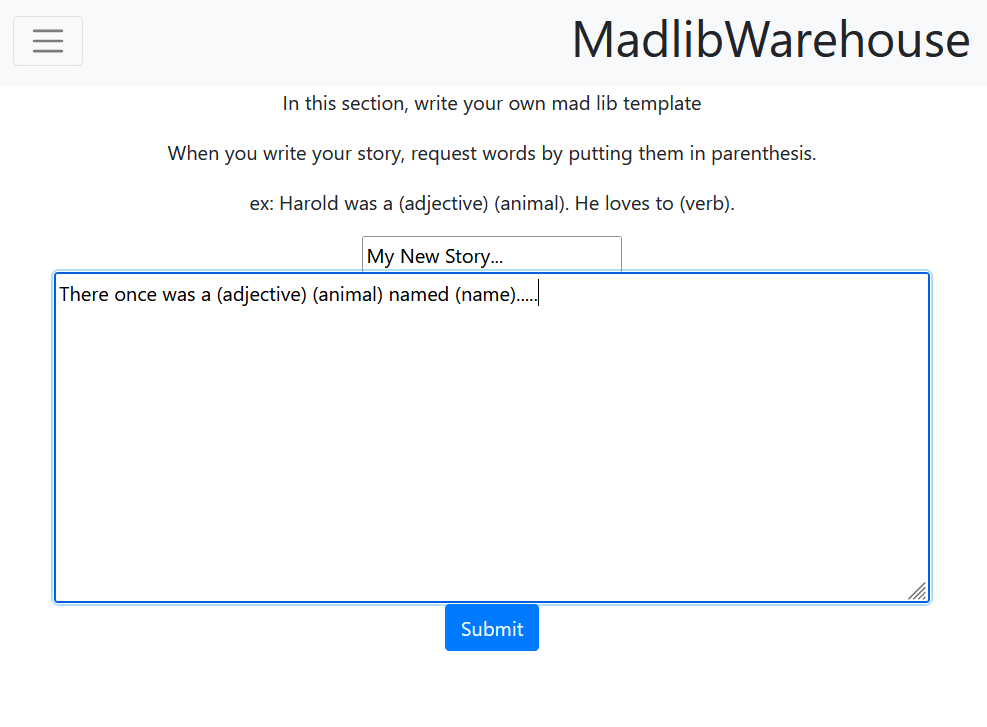 MadlibWarehouse
In this section, write your own mad lib template
When you write your story, request words by putting them in parenthesis.
ex: Harold was a (adjective) (animal). He loves to (verb).
My New Story...
There once was a (adjective) (animal) named (name).....
Submit